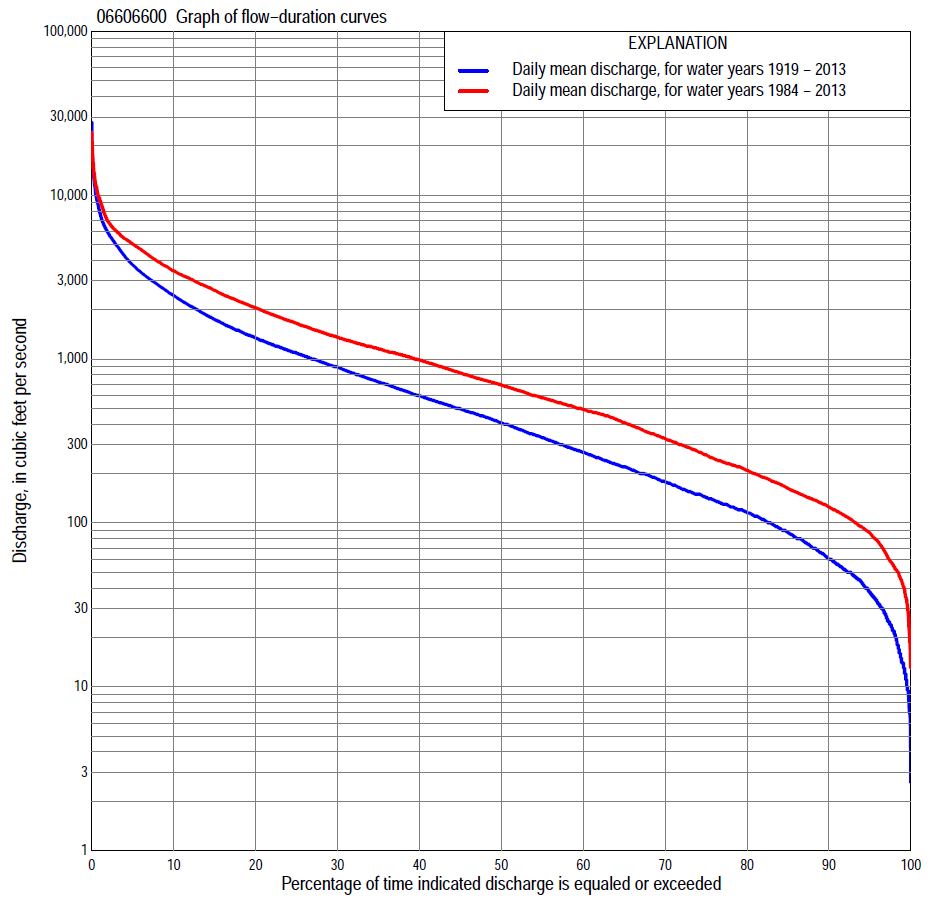 06606600 Graph of flow–duration curves
100,000
30,000
10,000
3,000
1,000
300
100
30
10
3
1
Discharge, in cubic feet per second
EXPLANATION
Daily mean discharge, for water years 1919 – 2013
Daily mean discharge, for water years 1984 – 2013
0 10 20 30 40 50 60 70 80 90 100
Percentage of time indicated discharge is equaled or exceeded